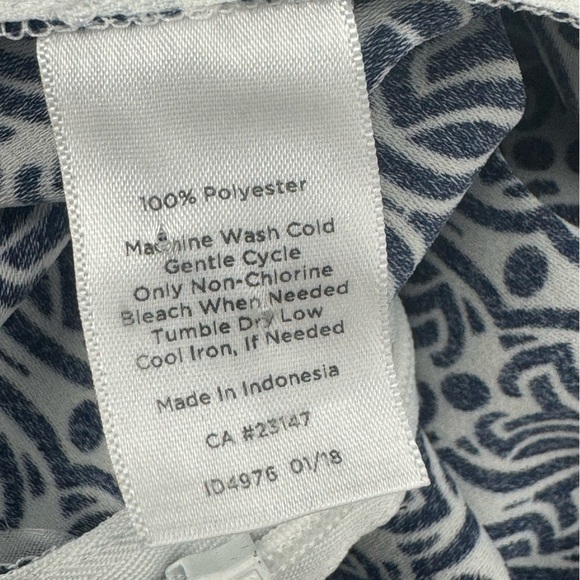 100% Polyester
Machine Wash Cold
Gentle Cycle
Only Non-Chlorine
Bleach When Needed
Tumble Dry Low
Cool Iron, If Needed
Made In Indonesia
CA #23147
ID4976 01/18